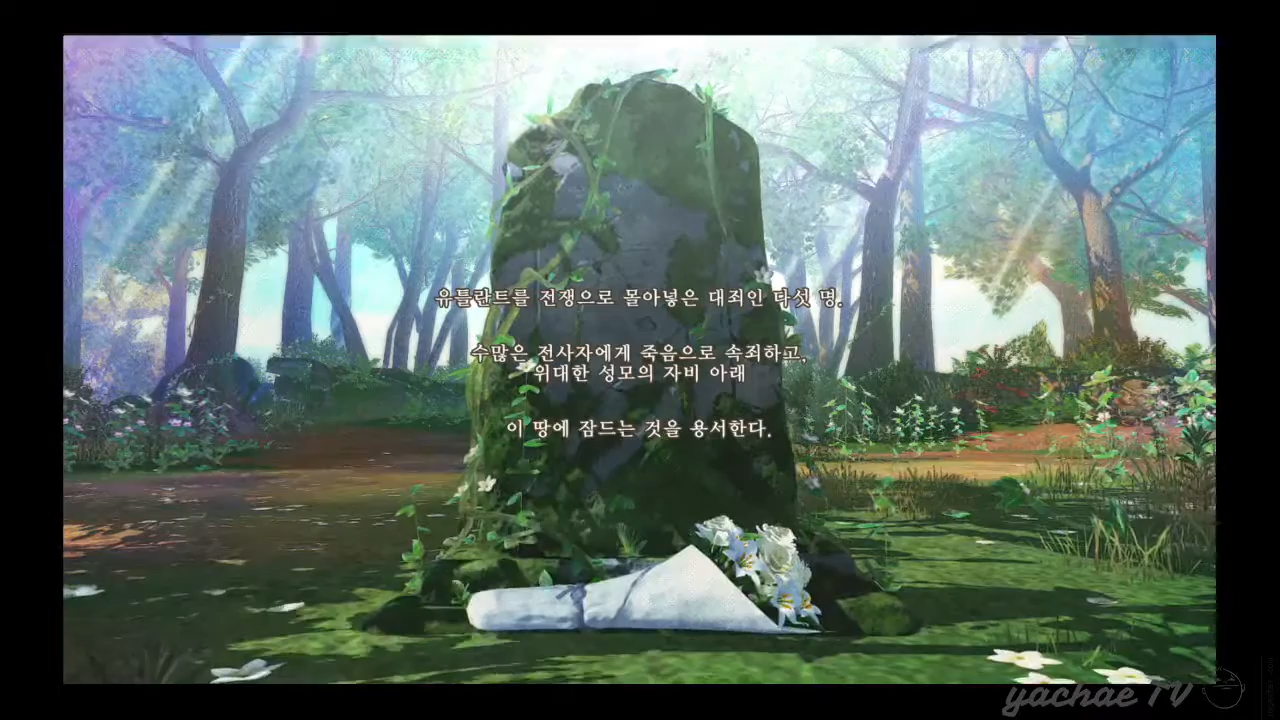 유틀란트를 전쟁으로 몰아넣은 대죄인 다섯 명.
수많은 전사자에게 죽음으로 속죄하고,
위대한 성모의 자비 아래
이 땅에 잠드는 것을 용서한다.
yachae TV